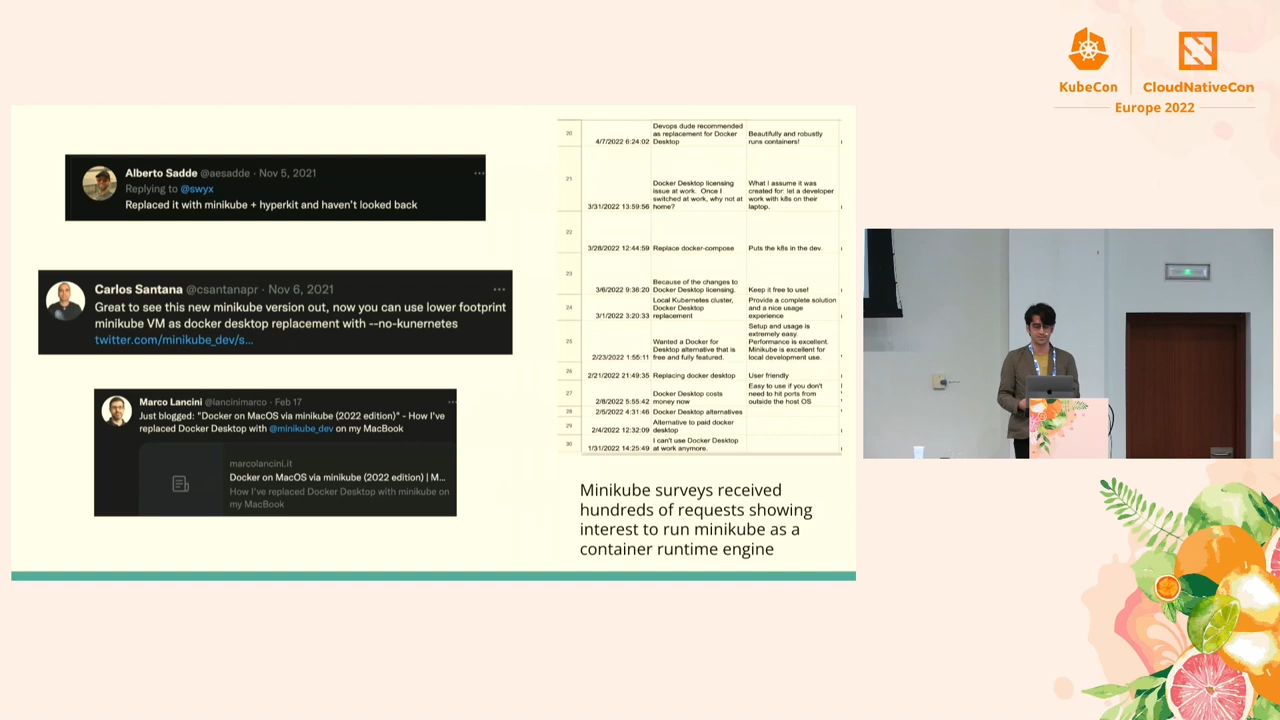 KubeCon
CloudNativeCon
Europe 2022
Alberto Sadde @aesadde · Nov 5, 2021
Replying to @swyx
Replaced it with minikube + hyperkit and haven't looked back
Carlos Santana @csantanapr · Nov 6, 2021
Great to see this new minikube version out, now you can use lower footprint
minikube VM as docker desktop replacement with --no-kunernetes
twitter.com/minikube_dev/s...
Marco Lancini @lancinimarco · Feb 17
Just blogged: "Docker on MacOS via minikube (2022 edition)" - How I've
replaced Docker Desktop with @minikube_dev on my MacBook
marcolancini.it
Docker on MacOS via minikube (2022 edition) | M...
How I've replaced Docker Desktop with minikube on
my MacBook
20
4/7/2022 6:24:02
Devops dude recommended
as replacement for Docker
Desktop
Beautifully and robustly
runs containers!
21
3/31/2022 13:59:56
Docker Desktop licensing
issue at work. Once I
switched at work, why not at
home?
What I assume it was
created for: let a developer
work with k8s on their
laptop.
22
3/28/2022 12:44:59
Replace docker-compose
Puts the k8s in the dev.
23
3/6/2022 9:36:20
Because of the changes to
Docker Desktop licensing.
Keep it free to use!
24
3/1/2022 3:20:33
Local Kubernetes cluster,
Docker Desktop
replacement
Provide a complete solution
and a nice usage
experience
25
2/23/2022 1:55:11
Wanted a Docker for
Desktop alternative that is
free and fully featured.
Setup and usage is
extremely easy.
Performance is excellent.
Minikube is excellent for
local development use.
26
2/21/2022 21:49:35
Replacing docker desktop
User friendly
27
2/8/2022 5:55:42
Docker Desktop costs
money now
Easy to use if you don't
need to hit ports from
outside the host OS
28
2/5/2022 4:31:46
Docker Desktop alternatives
29
2/4/2022 12:32:09
Alternative to paid docker
desktop
30
1/31/2022 14:25:49
I can't use Docker Desktop
at work anymore.
Minikube surveys received
hundreds of requests showing
interest to run minikube as a
container runtime engine